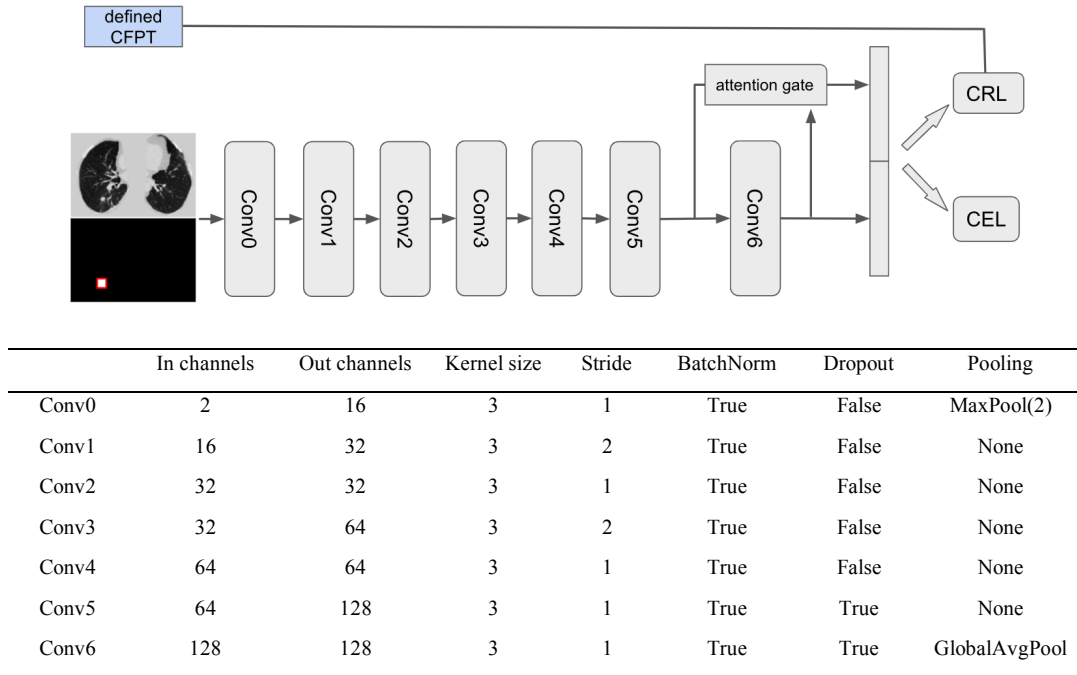 defined
CFPT
attention gate
CRL
Conv0
Conv1
Conv2
Conv3
Conv4
Conv5
Conv6
CEL
In channels Out channels Kernel size Stride BatchNorm Dropout Pooling
Conv0 2 16 3 1 True False MaxPool(2)
Conv1 16 32 3 2 True False None
Conv2 32 32 3 1 True False None
Conv3 32 64 3 2 True False None
Conv4 64 64 3 1 True False None
Conv5 64 128 3 1 True True None
Conv6 128 128 3 1 True True GlobalAvgPool